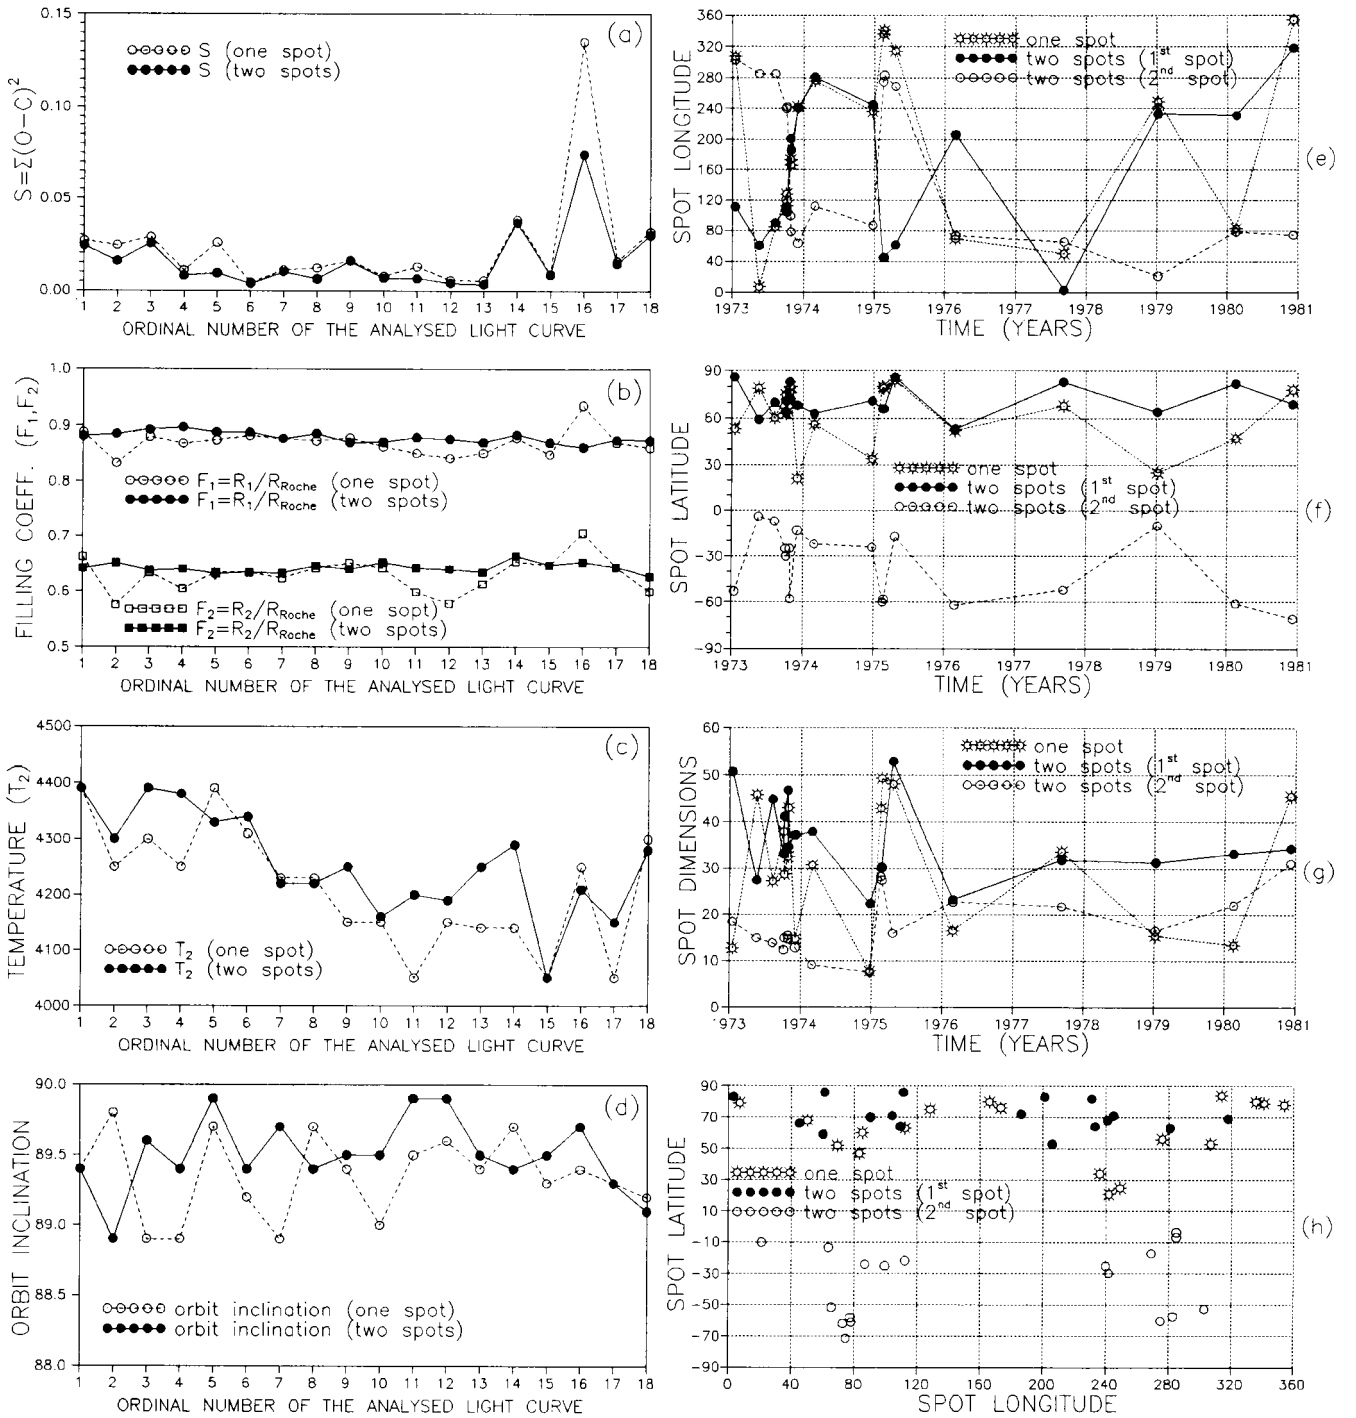 (a)
S (one spot)
S (two spots)
S=Σ(O−C)²
0.15
0.10
0.05
0.00
1 2 3 4 5 6 7 8 9 10 11 12 13 14 15 16 17 18
ORDINAL NUMBER OF THE ANALYSED LIGHT CURVE
(b)
F₁=R₁/R_Roche (one spot)
F₁=R₁/R_Roche (two spots)
F₂=R₂/R_Roche (one sopt)
F₂=R₂/R_Roche (two spots)
FILLING COEFF. (F₁,F₂)
1.0
0.9
0.8
0.7
0.6
0.5
1 2 3 4 5 6 7 8 9 10 11 12 13 14 15 16 17 18
ORDINAL NUMBER OF THE ANALYSED LIGHT CURVE
(c)
T₂ (one spot)
T₂ (two spots)
TEMPERATURE (T₂)
4500
4400
4300
4200
4100
4000
1 2 3 4 5 6 7 8 9 10 11 12 13 14 15 16 17 18
ORDINAL NUMBER OF THE ANALYSED LIGHT CURVE
(d)
orbit inclination (one spot)
orbit inclination (two spots)
ORBIT INCLINATION
90.0
89.5
89.0
88.5
88.0
1 2 3 4 5 6 7 8 9 10 11 12 13 14 15 16 17 18
ORDINAL NUMBER OF THE ANALYSED LIGHT CURVE
(e)
one spot
two spots (1st spot)
two spots (2nd spot)
SPOT LONGITUDE
360
320
280
240
200
160
120
80
40
0
1973 1974 1975 1976 1977 1978 1979 1980 1981
TIME (YEARS)
(f)
one spot
two spots (1st spot)
two spots (2nd spot)
SPOT LATITUDE
90
60
30
0
-30
-60
-90
1973 1974 1975 1976 1977 1978 1979 1980 1981
TIME (YEARS)
(g)
one spot
two spots (1st spot)
two spots (2nd spot)
SPOT DIMENSIONS
60
50
40
30
20
10
0
1973 1974 1975 1976 1977 1978 1979 1980 1981
TIME (YEARS)
(h)
one spot
two spots (1st spot)
two spots (2nd spot)
SPOT LATITUDE
90
70
50
30
10
-10
-30
-50
-70
-90
0 40 80 120 160 200 240 280 320 360
SPOT LONGITUDE